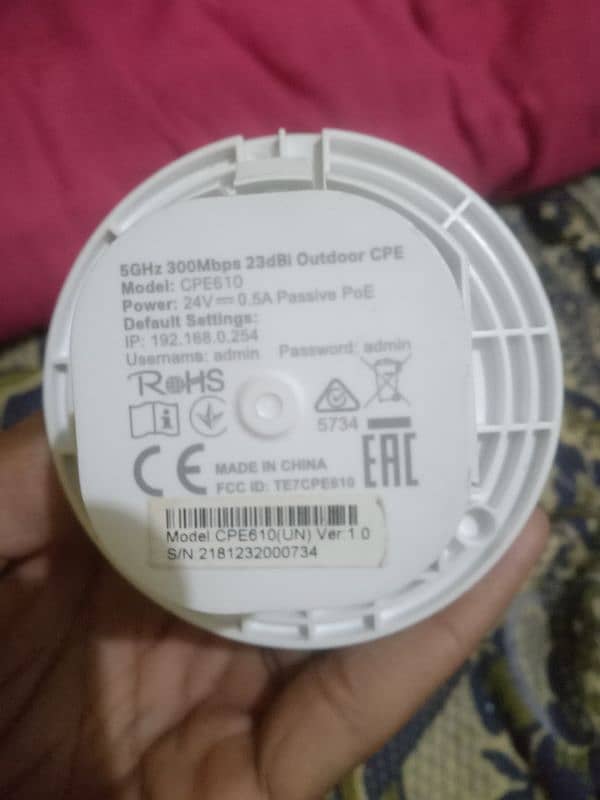 5GHz 300Mbps 23dBi Outdoor CPE
Model: CPE610
Power: 24V⎓0.5A Passive PoE
Default Settings:
IP: 192.168.0.254
Username: admin Password: admin
RoHS
5734
CE
EAC
MADE IN CHINA
FCC ID: TE7CPE610
Model CPE610(UN) Ver:1.0
S/N 2181232000734